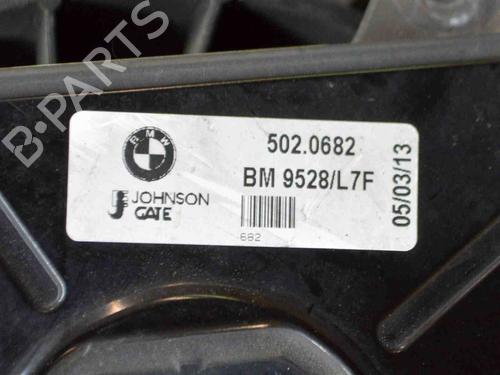 B-PARTS
BMW
502.0682
BM 9528/L7F
JOHNSON
GATE
682
05/03/13